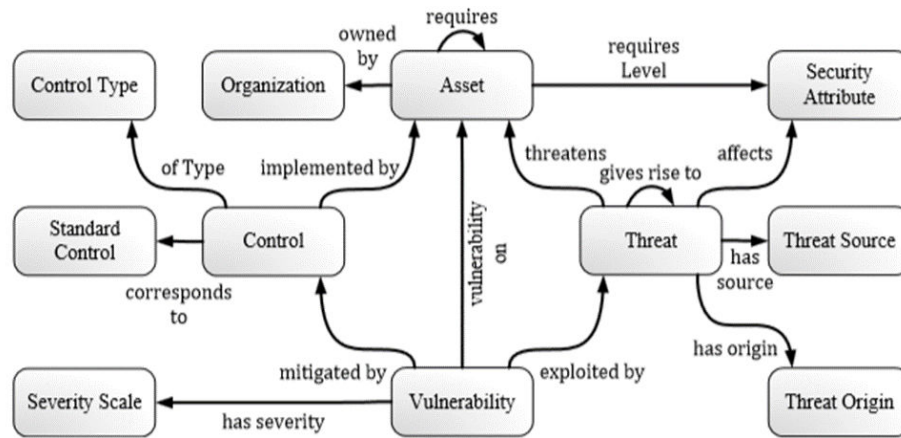 requires
owned
by
requires
Level
Control Type
Organization
Asset
Security
Attribute
of Type
implemented by
threatens
affects
gives rise to
Standard
Control
Control
vulnerability
on
Threat
Threat Source
has
source
corresponds
to
mitigated by
exploited by
has origin
Severity Scale
has severity
Vulnerability
Threat Origin